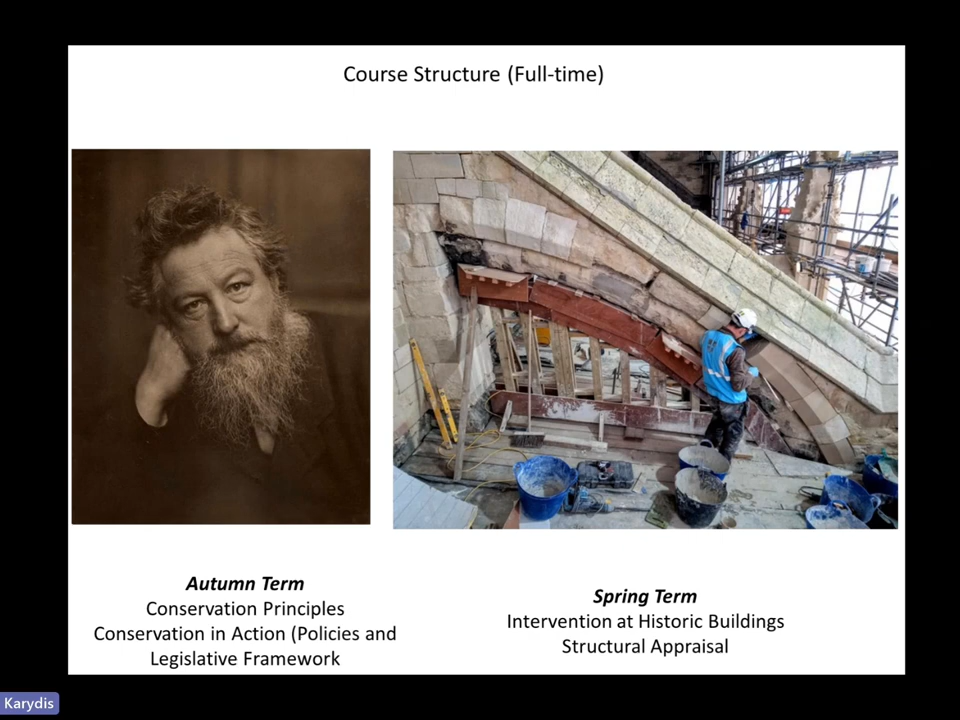 Course Structure (Full-time)
Autumn Term
Conservation Principles
Conservation in Action (Policies and
Legislative Framework
Spring Term
Intervention at Historic Buildings
Structural Appraisal
Karydis